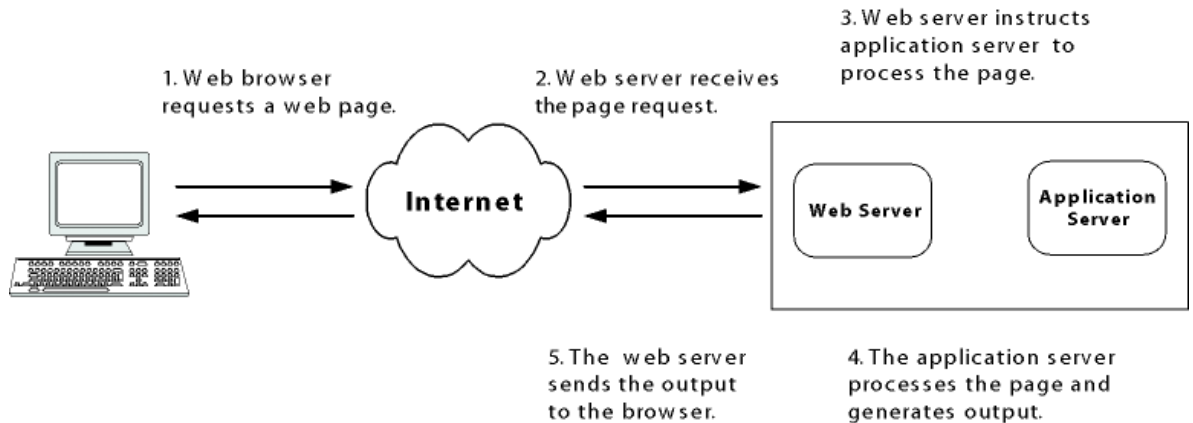 3. Web server instructs
application server to
process the page.
1. Web browser
requests a web page.
2. Web server receives
the page request.
Internet
Web Server
Application
Server
5. The web server
sends the output
to the browser.
4. The application server
processes the page and
generates output.